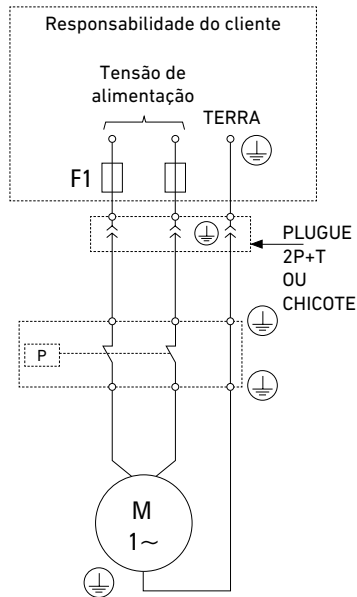 Responsabilidade do cliente
Tensão de
alimentação
TERRA
F1
PLUGUE
2P+T
OU
CHICOTE
P
M
1~